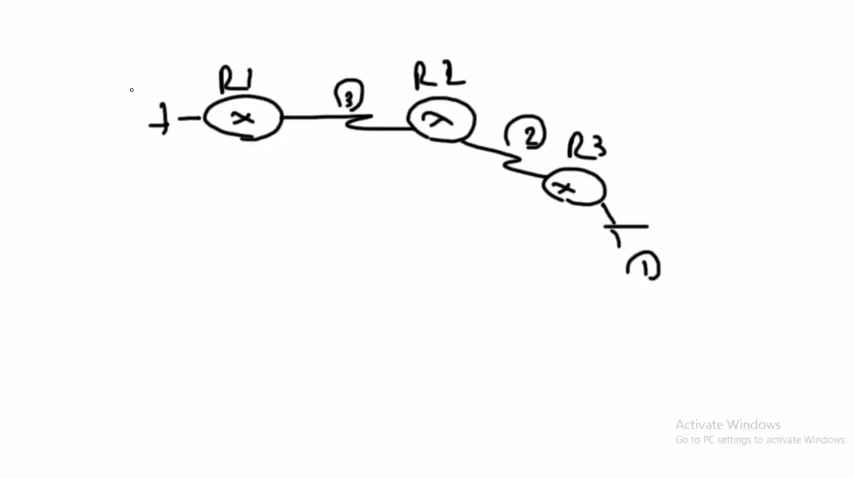 R1
3
R2
2
R3
1
Activate Windows
Go to PC settings to activate Windows.